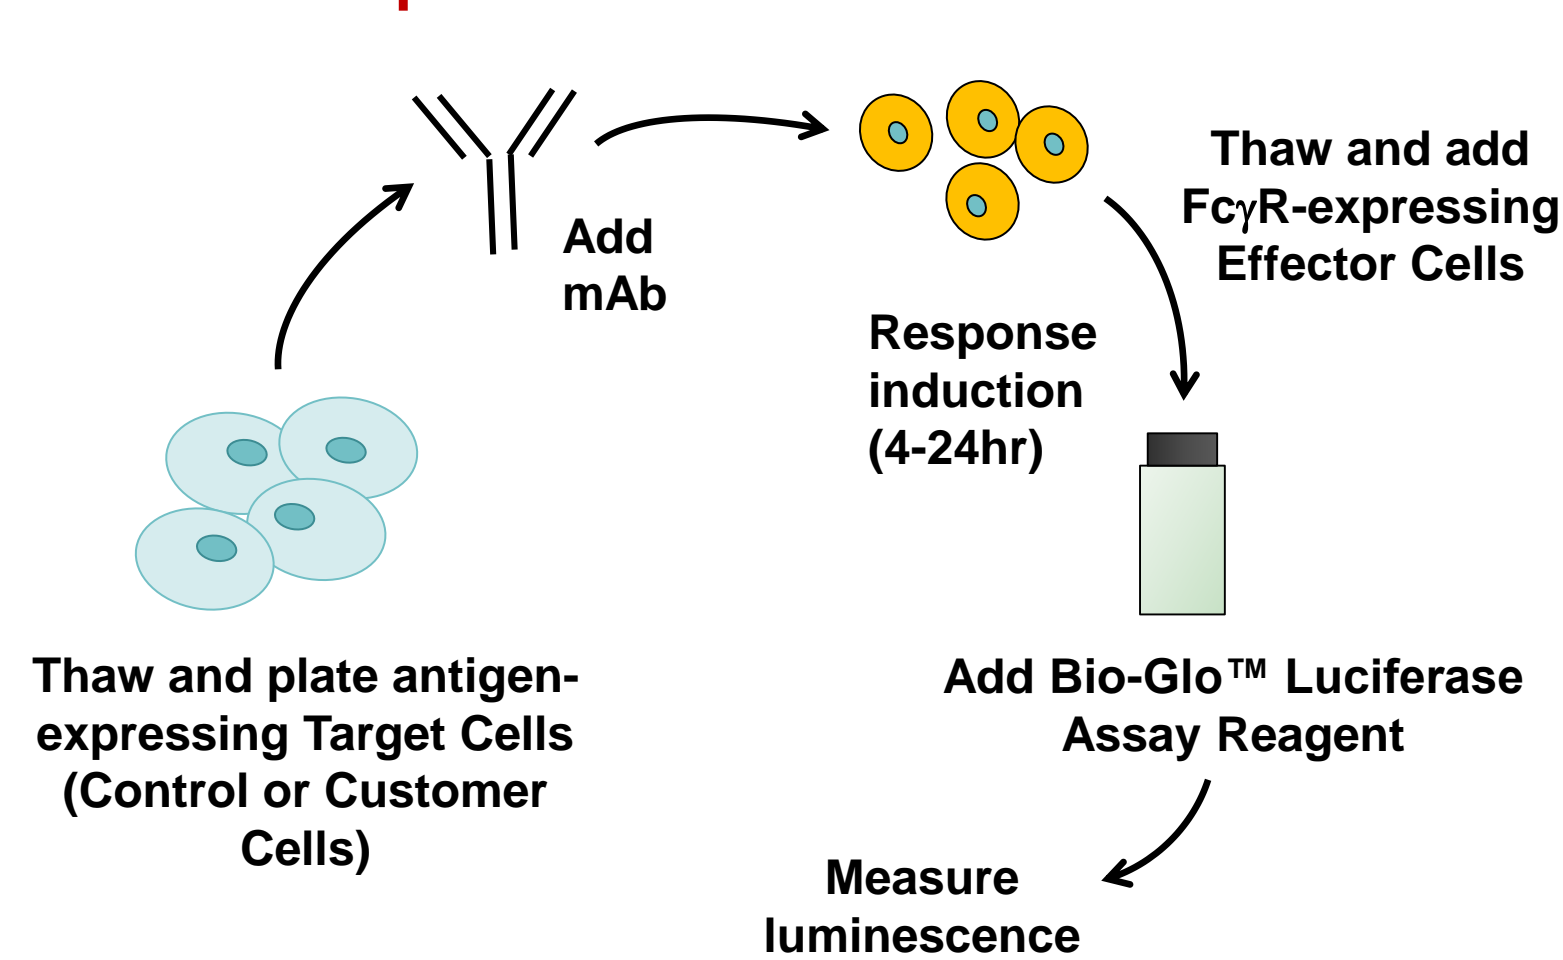 Thaw and plate antigen-
expressing Target Cells
(Control or Customer
Cells)
Add
mAb
Thaw and add
FcγR-expressing
Effector Cells
Response
induction
(4-24hr)
Add Bio-Glo™ Luciferase
Assay Reagent
Measure
luminescence